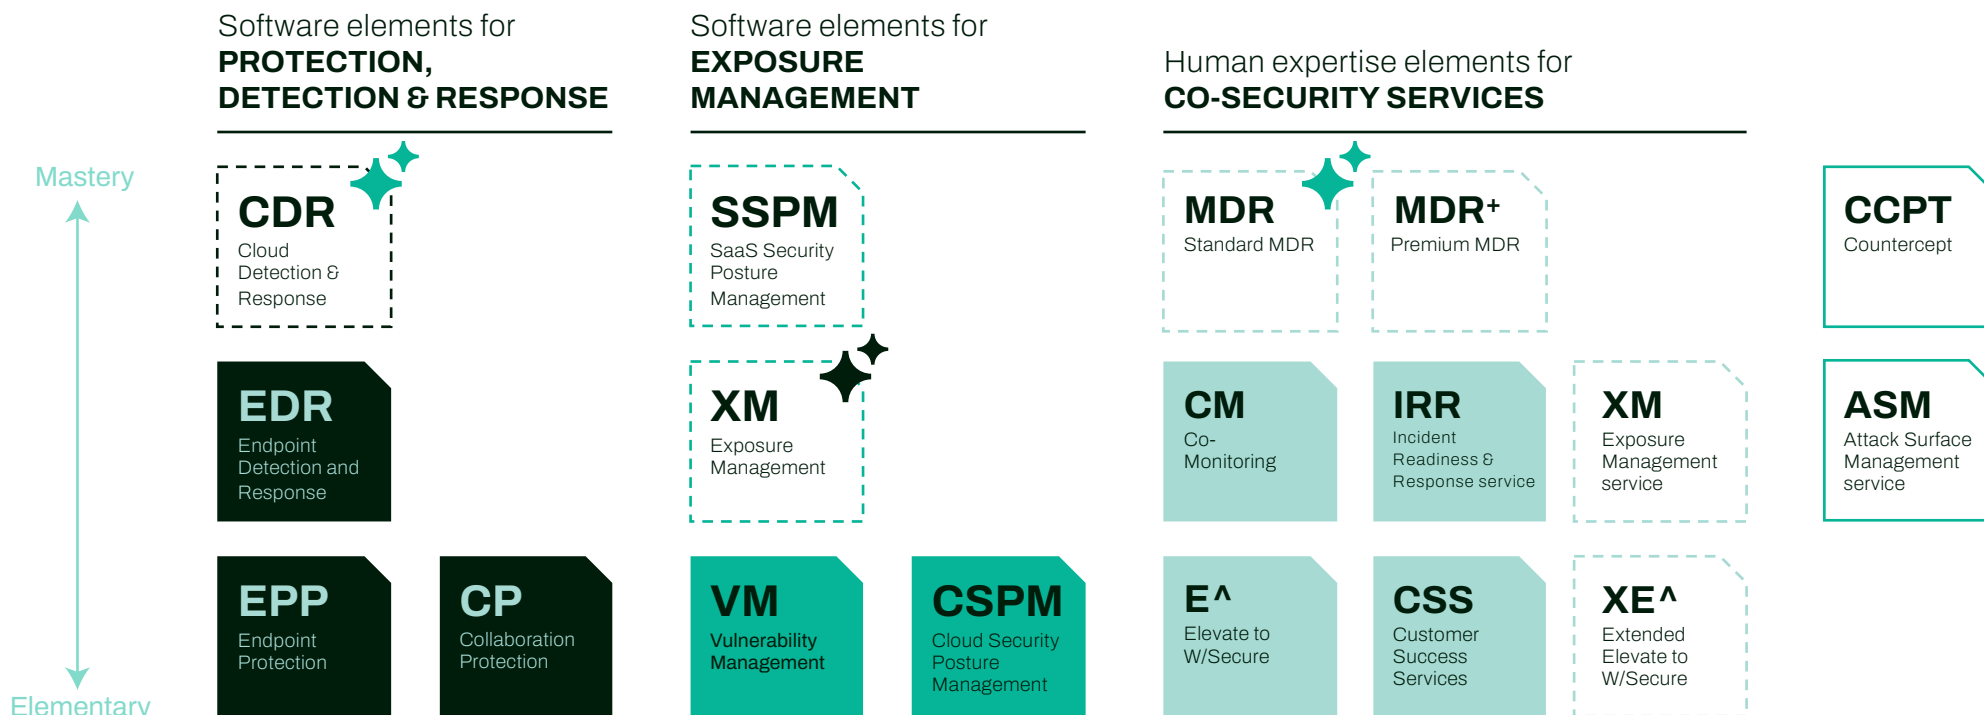 Software elements for
PROTECTION,
DETECTION & RESPONSE
Software elements for
EXPOSURE
MANAGEMENT
Human expertise elements for
CO-SECURITY SERVICES
Mastery
CDR
Cloud
Detection &
Response
SSPM
SaaS Security
Posture
Management
MDR
Standard MDR
MDR+
Premium MDR
CCPT
Countercept
EDR
Endpoint
Detection and
Response
XM
Exposure
Management
CM
Co-
Monitoring
IRR
Incident
Readiness &
Response service
XM
Exposure
Management
service
ASM
Attack Surface
Management
service
EPP
Endpoint
Protection
CP
Collaboration
Protection
VM
Vulnerability
Management
CSPM
Cloud Security
Posture
Management
E^
Elevate to
W/Secure
CSS
Customer
Success
Services
XE^
Extended
Elevate to
W/Secure
Elementary